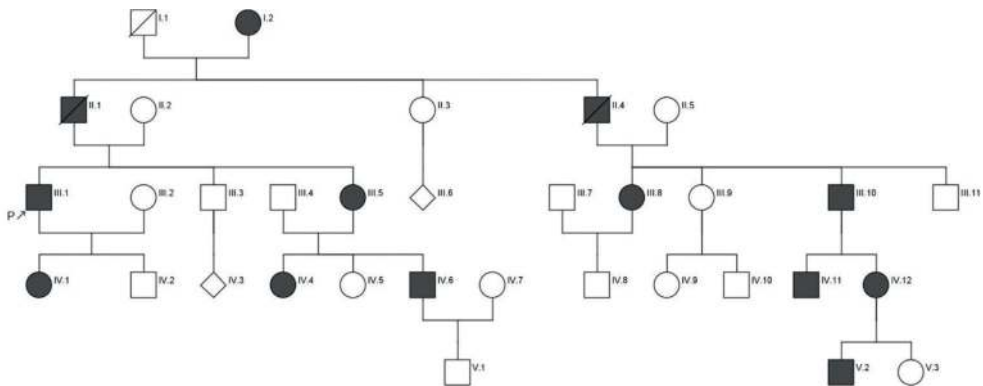 I.1 I.2
II.1 II.2 II.3 II.4 II.5
III.1 III.2 III.3 III.4 III.5 III.6 III.7 III.8 III.9 III.10 III.11
P
IV.1 IV.2 IV.3 IV.4 IV.5 IV.6 IV.7 IV.8 IV.9 IV.10 IV.11 IV.12
V.1 V.2 V.3